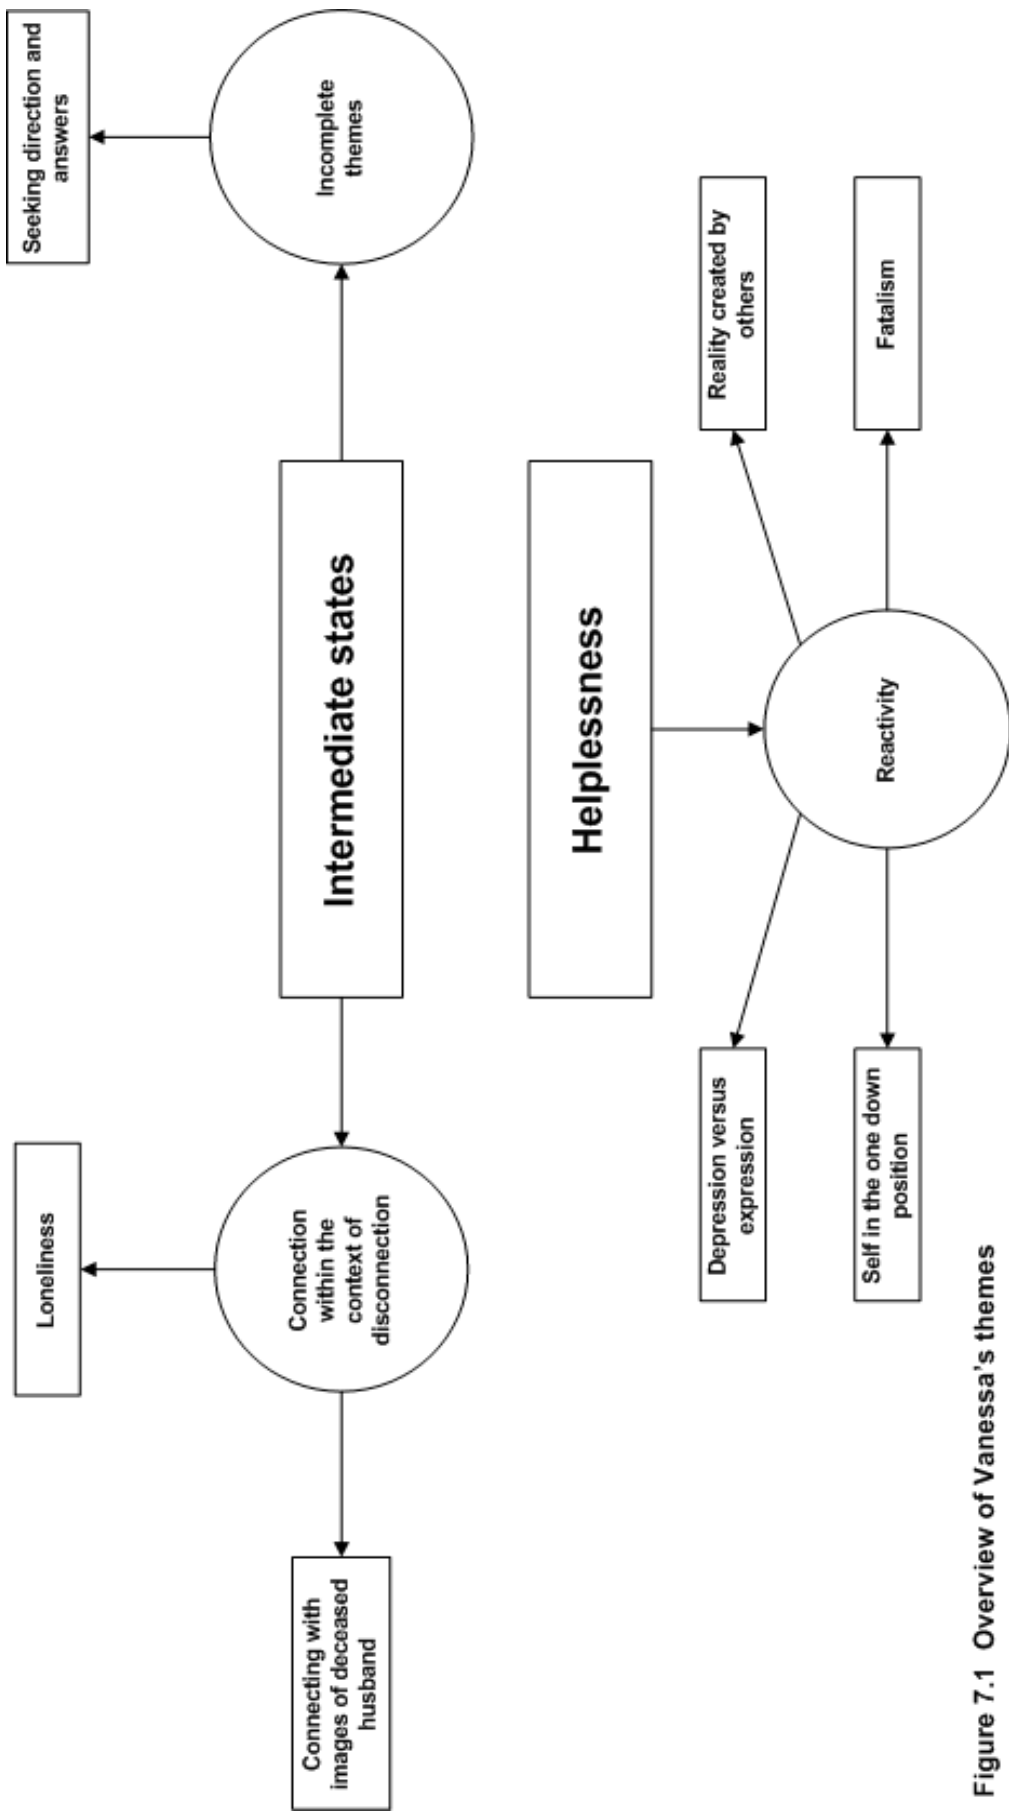 Loneliness
Seeking direction and
answers
Connecting with
images of deceased
husband
Connection
within the
context of
disconnection
Intermediate states
Incomplete
themes
Helplessness
Depression versus
expression
Reality created by
others
Self in the one down
position
Reactivity
Fatalism
Figure 7.1 Overview of Vanessa's themes